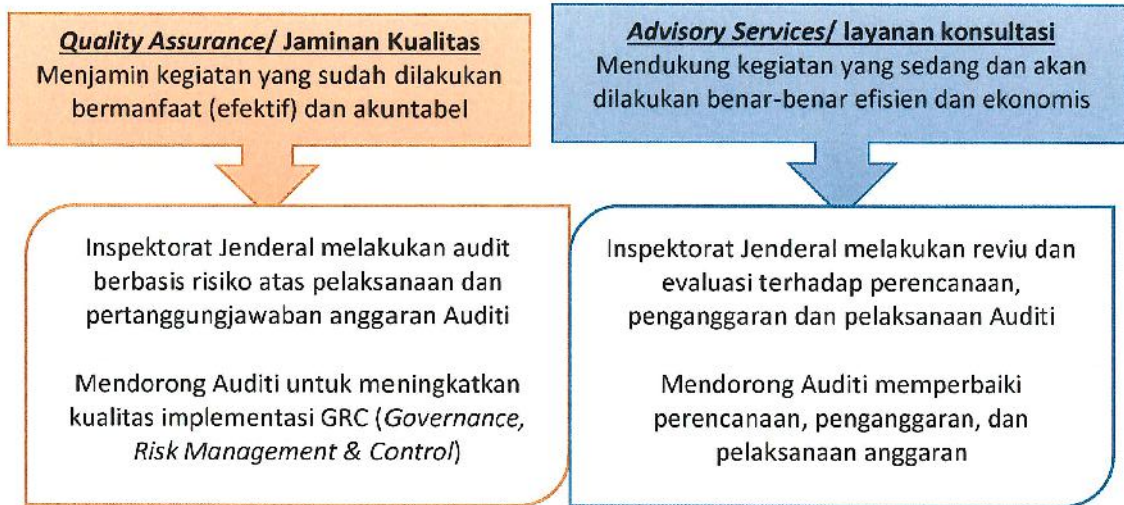 Quality Assurance/ Jaminan Kualitas
Menjamin kegiatan yang sudah dilakukan
bermanfaat (efektif) dan akuntabel
Advisory Services/ layanan konsultasi
Mendukung kegiatan yang sedang dan akan
dilakukan benar-benar efisien dan ekonomis
Inspektorat Jenderal melakukan audit
berbasis risiko atas pelaksanaan dan
pertanggungjawaban anggaran Auditi
Mendorong Auditi untuk meningkatkan
kualitas implementasi GRC (Governance,
Risk Management & Control)
Inspektorat Jenderal melakukan reviu dan
evaluasi terhadap perencanaan,
penganggaran dan pelaksanaan Auditi
Mendorong Auditi memperbaiki
perencanaan, penganggaran, dan
pelaksanaan anggaran